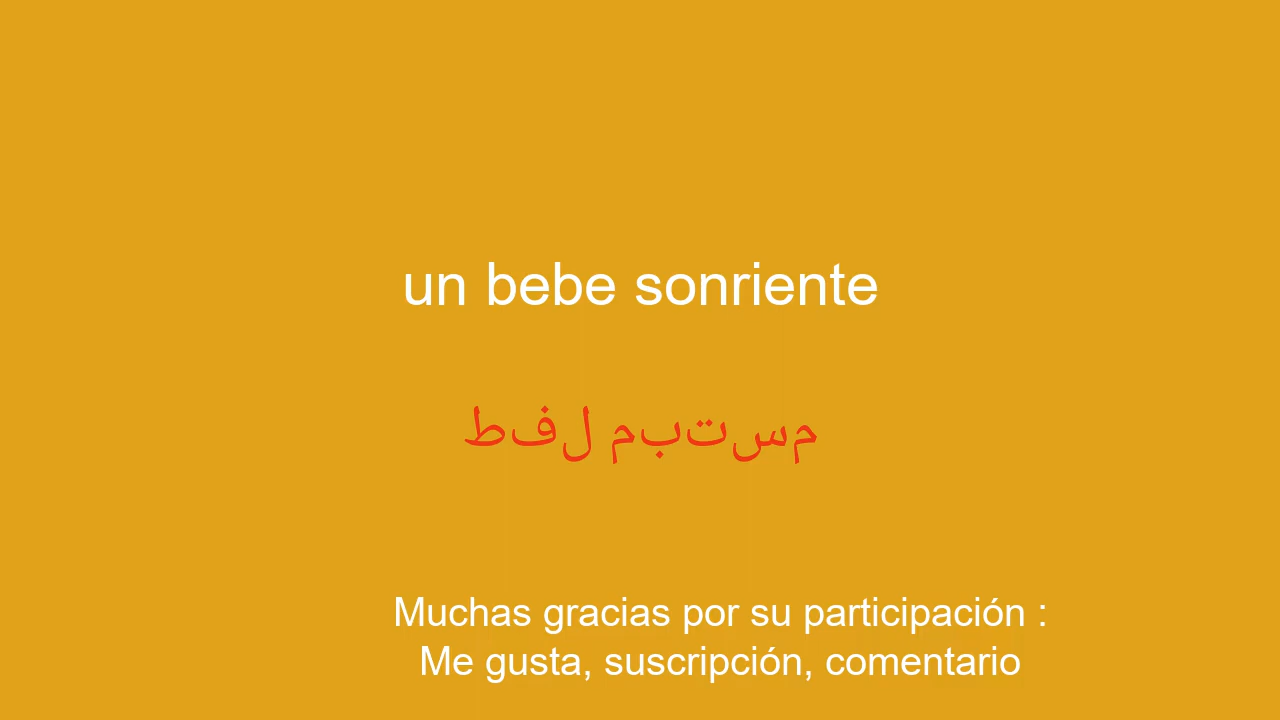 un bebe sonriente
طفل مبتسم
Muchas gracias por su participación :
Me gusta, suscripción, comentario